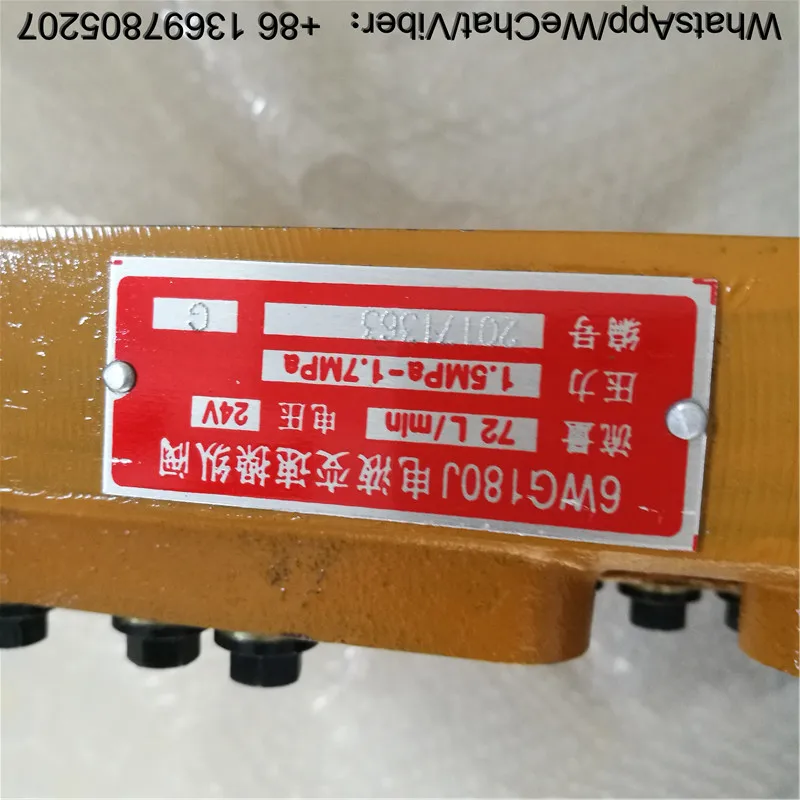 6WG180J电液变速操纵阀
流量 72 L/min 电压 24V
压力 1.5MPa-1.7MPa
编号 2017A363 G
WhatsApp/WeChat/Viber: +86 13697805207